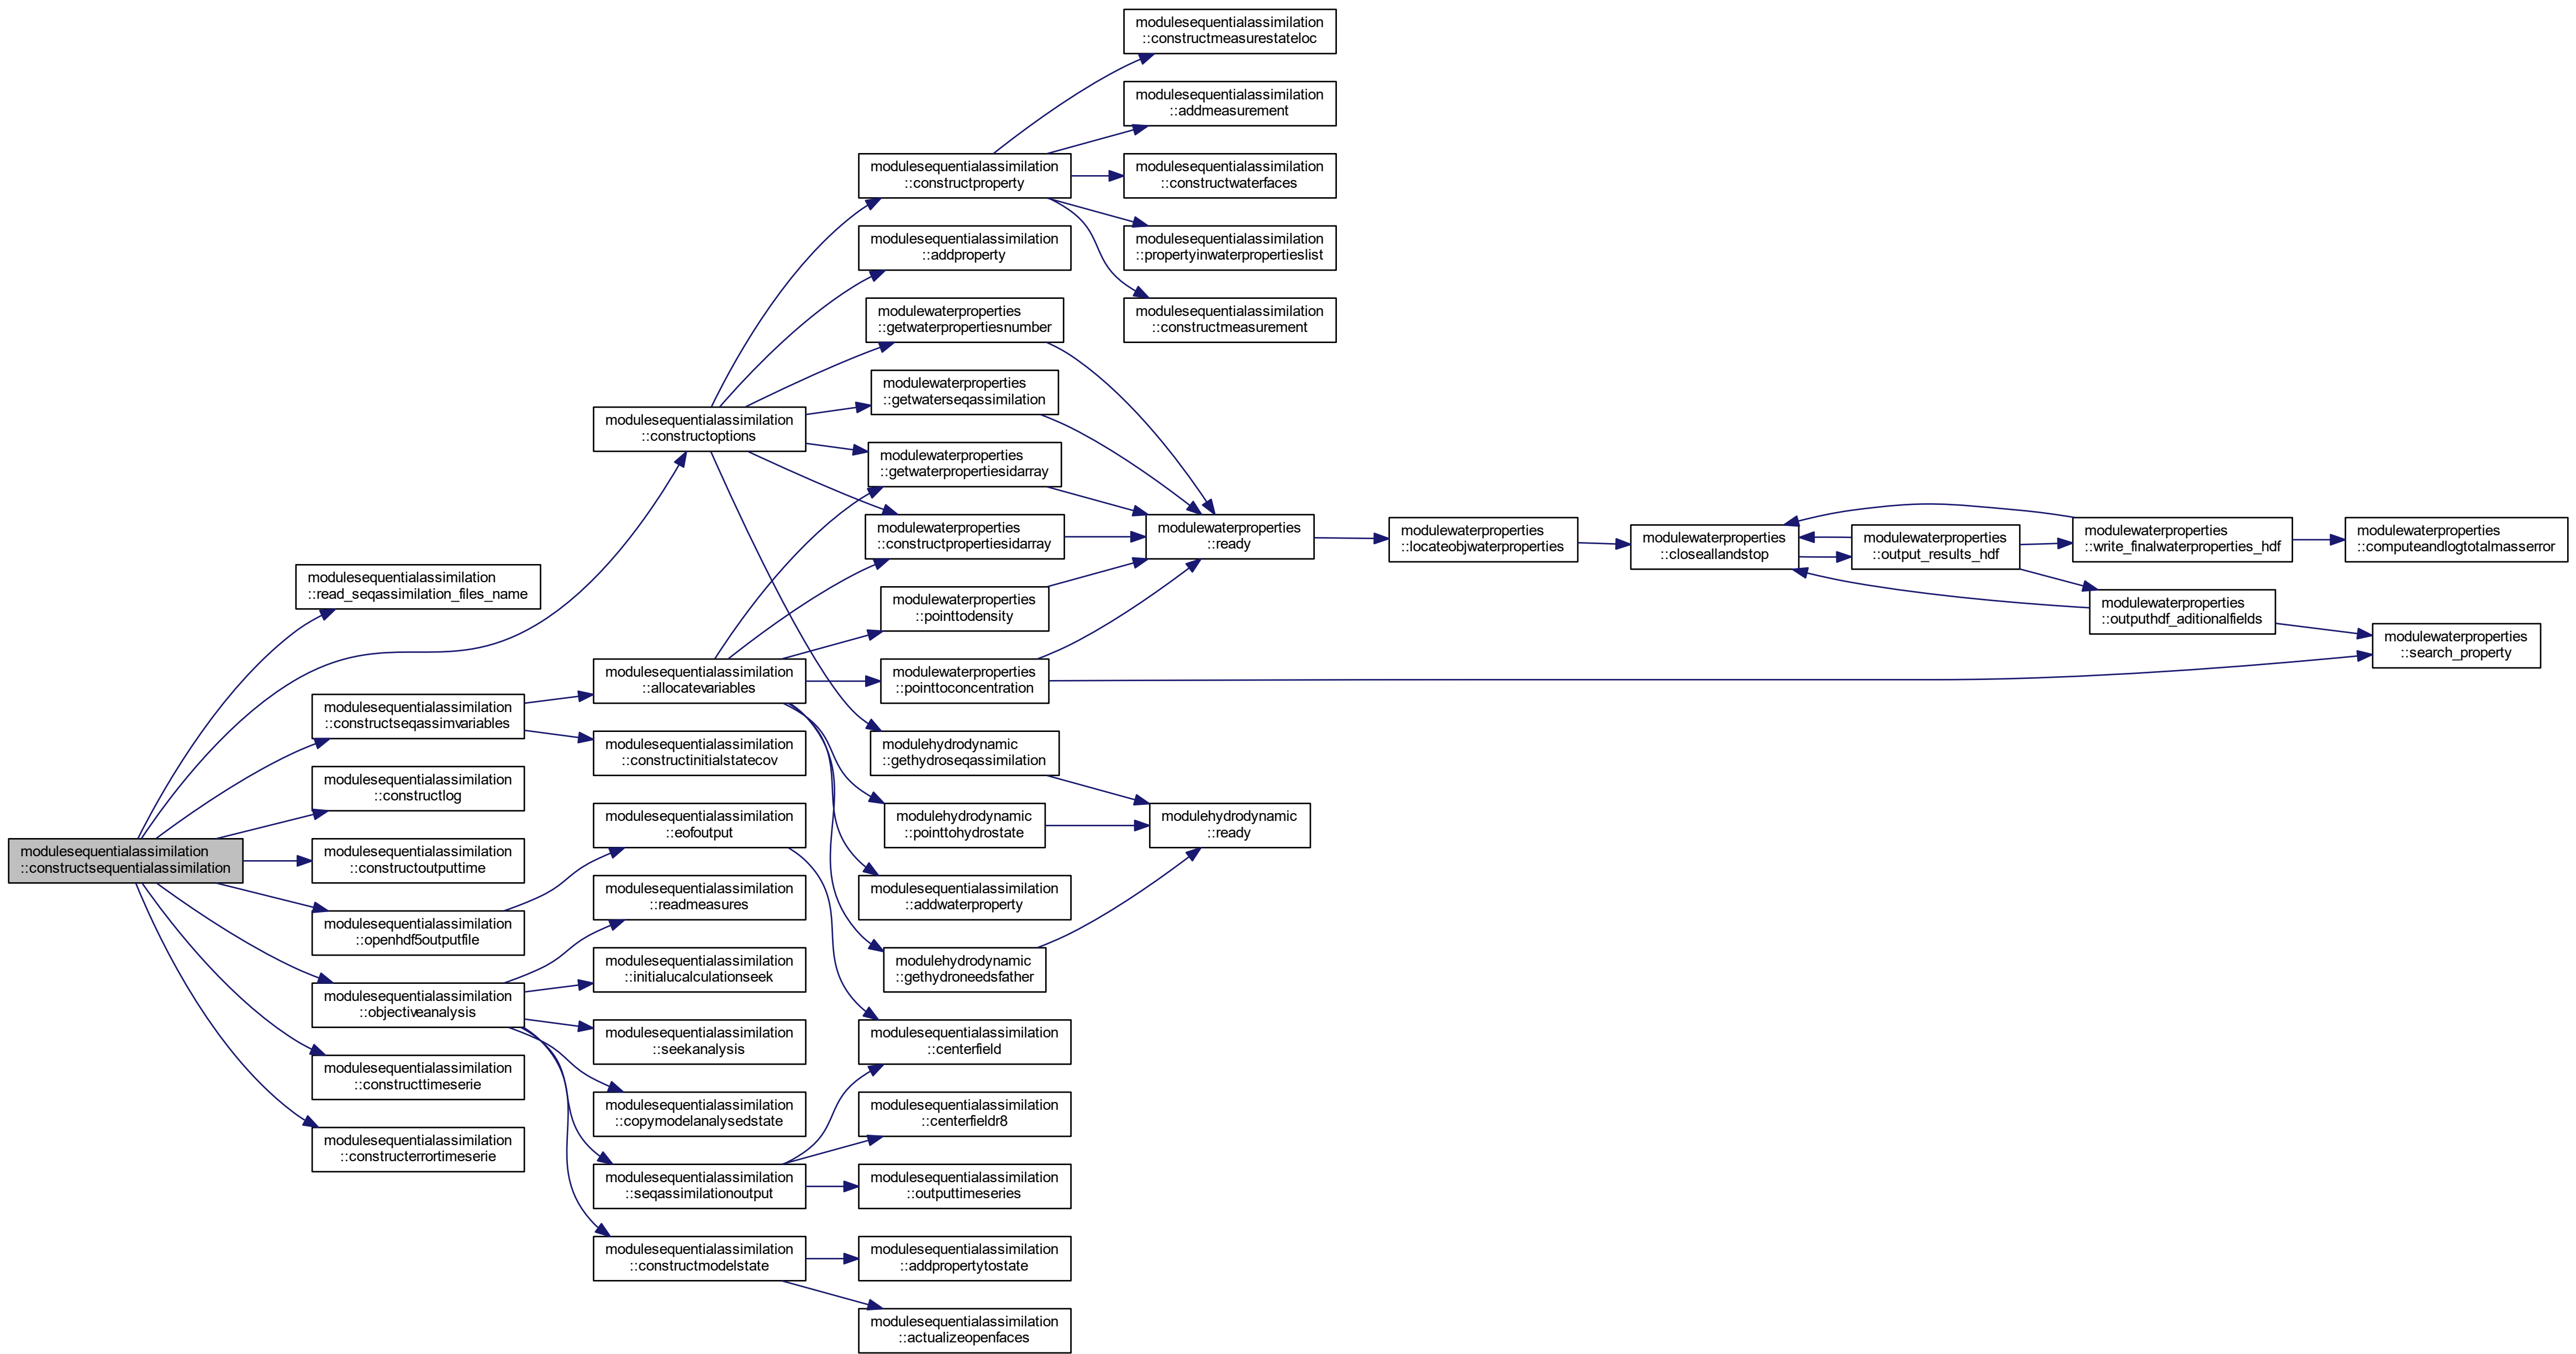 modulesequentialassimilation
::constructsequentialassimilation
modulesequentialassimilation
::read_seqassimilation_files_name
modulesequentialassimilation
::constructseqassimvariables
modulesequentialassimilation
::constructlog
modulesequentialassimilation
::constructoutputtime
modulesequentialassimilation
::openhdf5outputfile
modulesequentialassimilation
::objectiveanalysis
modulesequentialassimilation
::constructtimeserie
modulesequentialassimilation
::constructerrortimeserie
modulesequentialassimilation
::constructoptions
modulesequentialassimilation
::allocatevariables
modulesequentialassimilation
::constructinitialstatecov
modulesequentialassimilation
::eofoutput
modulesequentialassimilation
::readmeasures
modulesequentialassimilation
::initialucalculationseek
modulesequentialassimilation
::seekanalysis
modulesequentialassimilation
::copymodelanalysedstate
modulesequentialassimilation
::seqassimilationoutput
modulesequentialassimilation
::constructmodelstate
modulesequentialassimilation
::constructproperty
modulesequentialassimilation
::addproperty
modulewaterproperties
::getwaterpropertiesnumber
modulewaterproperties
::getwaterseqassimilation
modulewaterproperties
::getwaterpropertiesidarray
modulewaterproperties
::constructpropertiesidarray
modulewaterproperties
::pointtodensity
modulewaterproperties
::pointtoconcentration
modulehydrodynamic
::gethydroseqassimilation
modulehydrodynamic
::pointtohydrostate
modulesequentialassimilation
::addwaterproperty
modulehydrodynamic
::gethydroneedsfather
modulesequentialassimilation
::centerfield
modulesequentialassimilation
::centerfieldr8
modulesequentialassimilation
::outputtimeseries
modulesequentialassimilation
::addpropertytostate
modulesequentialassimilation
::actualizeopenfaces
modulesequentialassimilation
::constructmeasurestateloc
modulesequentialassimilation
::addmeasurement
modulesequentialassimilation
::constructwaterfaces
modulesequentialassimilation
::propertyinwaterpropertieslist
modulesequentialassimilation
::constructmeasurement
modulewaterproperties
::ready
modulehydrodynamic
::ready
modulewaterproperties
::locateobjwaterproperties
modulewaterproperties
::closeallandstop
modulewaterproperties
::output_results_hdf
modulewaterproperties
::write_finalwaterproperties_hdf
modulewaterproperties
::outputhdf_aditionalfields
modulewaterproperties
::computeandlogtotalmasserror
modulewaterproperties
::search_property